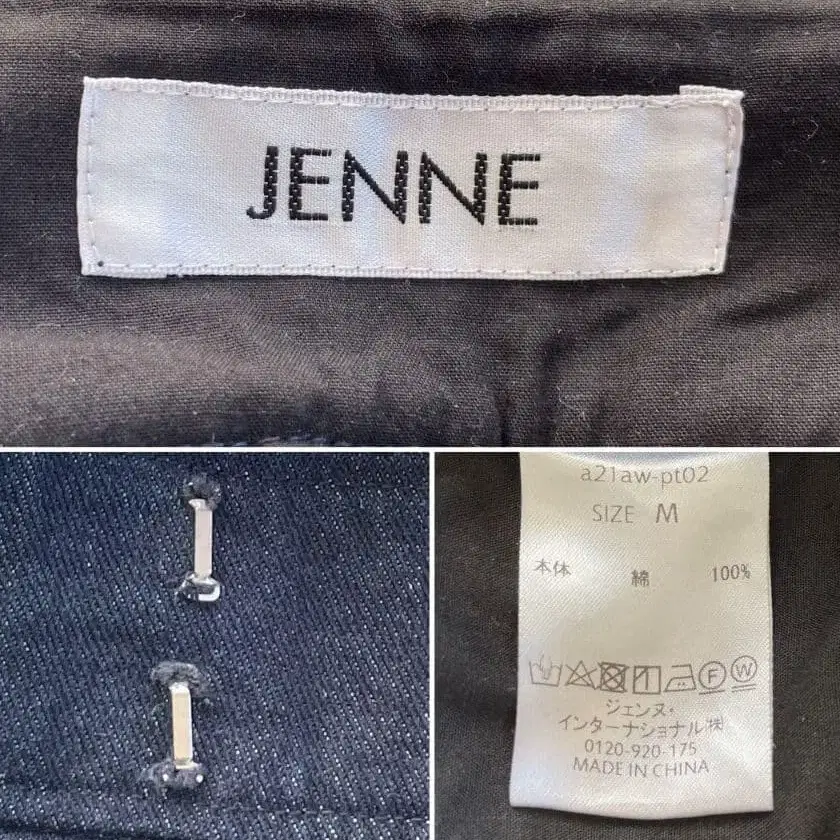 JENNE
a21aw-pt02
SIZE M
本体 綿 100%
F W
ジェンヌ・
インターナショナル㈱
0120-920-175
MADE IN CHINA